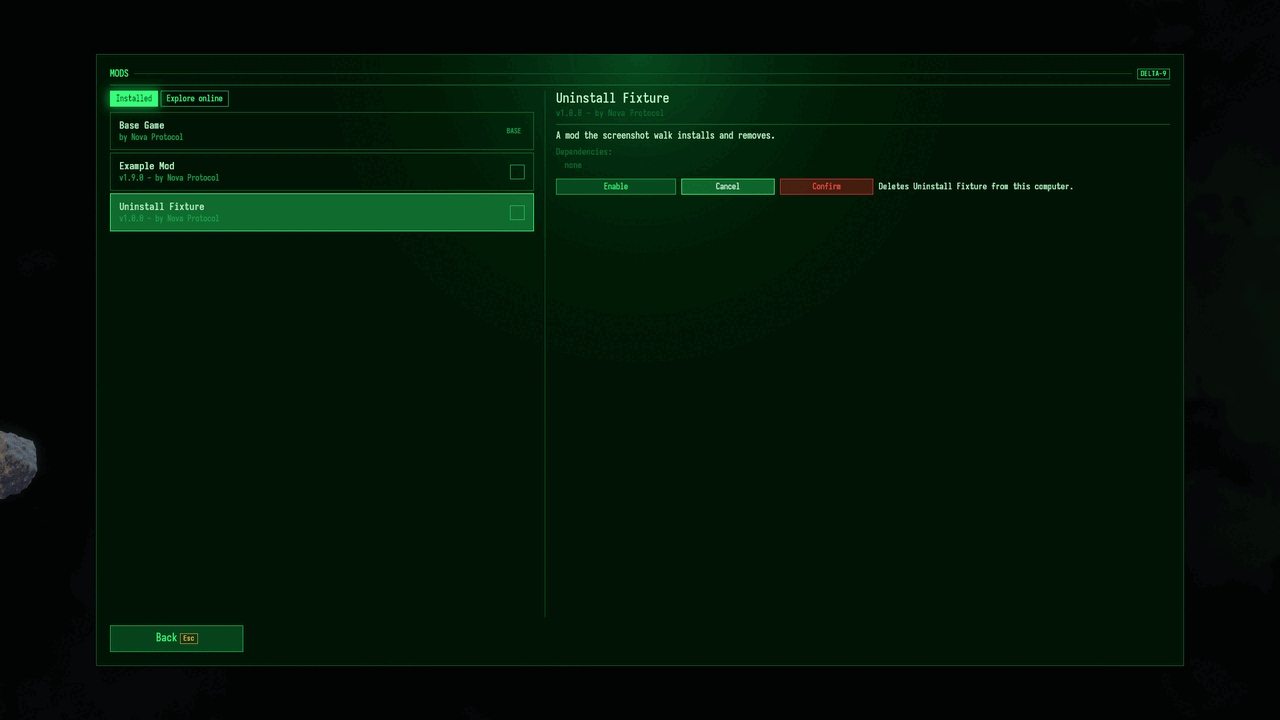 MODS
DELTA-9
Installed
Explore online
Base Game
by Nova Protocol
BASE
Example Mod
v1.9.0 - by Nova Protocol
Uninstall Fixture
v1.0.0 - by Nova Protocol
Uninstall Fixture
v1.0.0 - by Nova Protocol
A mod the screenshot walk installs and removes.
Dependencies:
none
Enable
Cancel
Confirm
Deletes Uninstall Fixture from this computer.
Back Esc